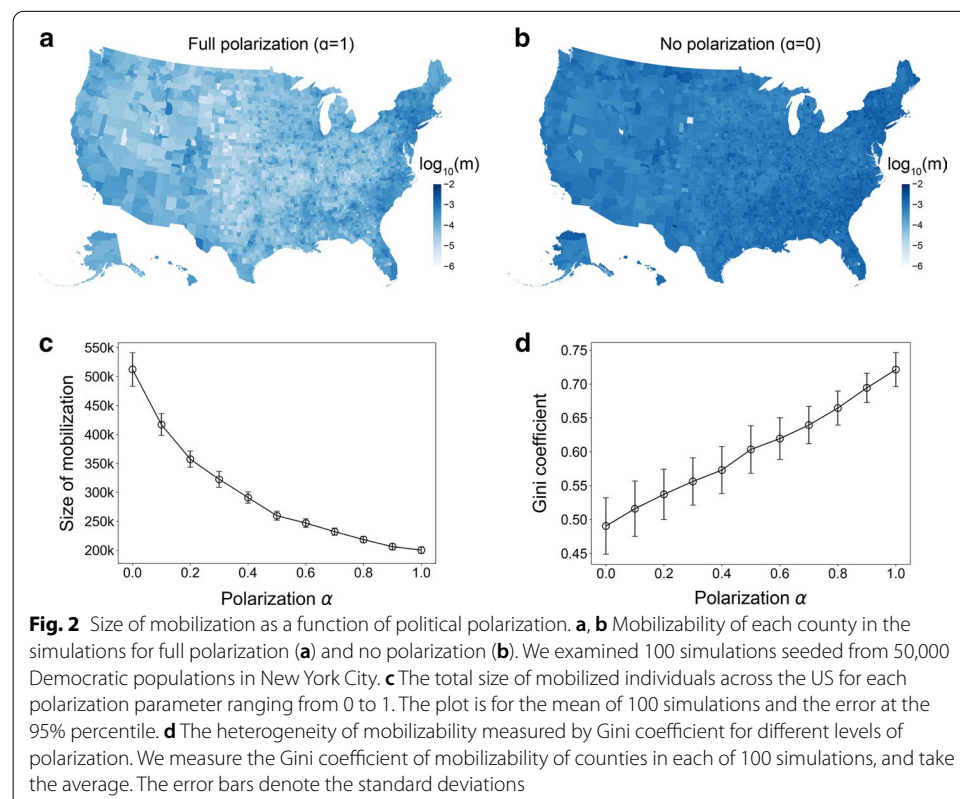 a
Full polarization (α=1)
log10(m)
-2
-3
-4
-5
-6
b
No polarization (α=0)
log10(m)
-2
-3
-4
-5
-6
c
Size of mobilization
550k
500k
450k
400k
350k
300k
250k
200k
0.0 0.2 0.4 0.6 0.8 1.0
Polarization α
d
Gini coefficient
0.75
0.70
0.65
0.60
0.55
0.50
0.45
0.0 0.2 0.4 0.6 0.8 1.0
Polarization α
Fig. 2 Size of mobilization as a function of political polarization. a, b Mobilizability of each county in the
simulations for full polarization (a) and no polarization (b). We examined 100 simulations seeded from 50,000
Democratic populations in New York City. c The total size of mobilized individuals across the US for each
polarization parameter ranging from 0 to 1. The plot is for the mean of 100 simulations and the error at the
95% percentile. d The heterogeneity of mobilizability measured by Gini coefficient for different levels of
polarization. We measure the Gini coefficient of mobilizability of counties in each of 100 simulations, and take
the average. The error bars denote the standard deviations